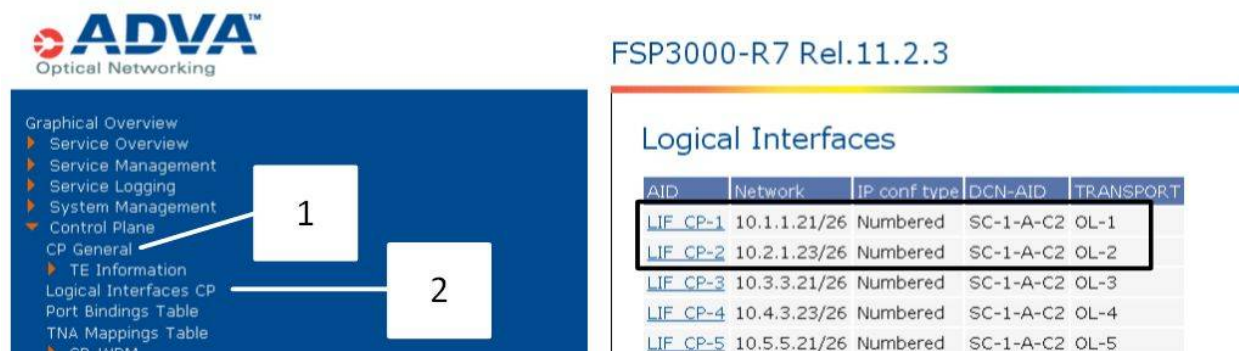 ADVA™
Optical Networking
FSP3000-R7 Rel.11.2.3
Graphical Overview
Service Overview
Service Management
Service Logging
System Management
Control Plane
CP General
TE Information
Logical Interfaces CP
Port Bindings Table
TNA Mappings Table
1
2
Logical Interfaces
AID Network IP conf type DCN-AID TRANSPORT
LIF_CP-1 10.1.1.21/26 Numbered SC-1-A-C2 OL-1
LIF_CP-2 10.2.1.23/26 Numbered SC-1-A-C2 OL-2
LIF_CP-3 10.3.3.21/26 Numbered SC-1-A-C2 OL-3
LIF_CP-4 10.4.3.23/26 Numbered SC-1-A-C2 OL-4
LIF_CP-5 10.5.5.21/26 Numbered SC-1-A-C2 OL-5